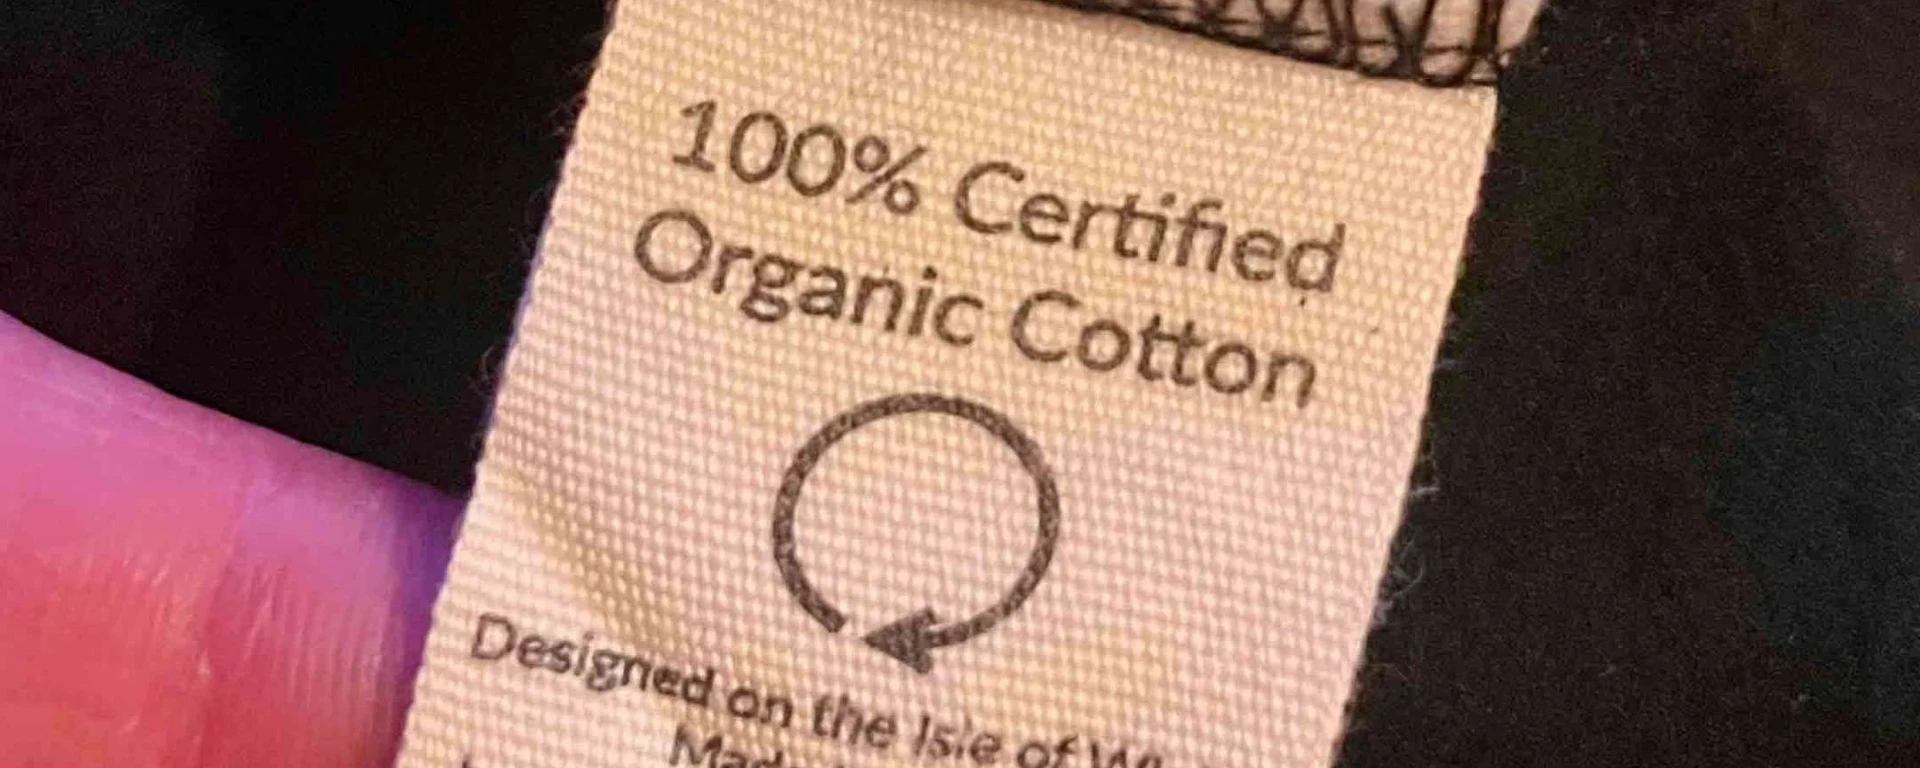 100% Certified
Organic Cotton
Designed on the Isle of